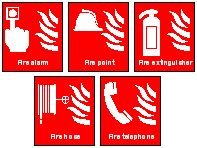 Fire alarm
Fire point
Fire extinguisher
Fire hose
Fire telephone